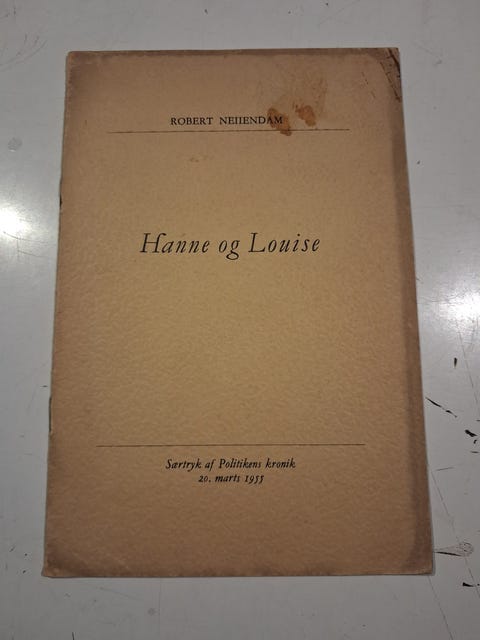 ROBERT NEIIENDAM
Hanne og Louise
Særtryk af Politikens kronik
20. marts 1955